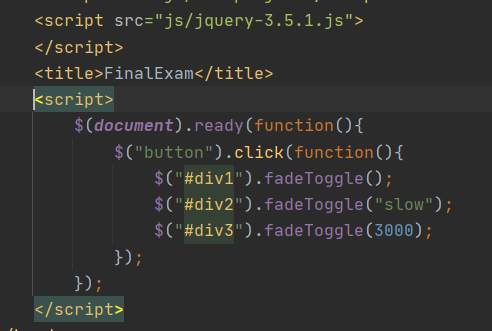 <script src="js/jquery-3.5.1.js">
</script>
<title>FinalExam</title>
<script>
$(document).ready(function(){
$("button").click(function(){
$("#div1").fadeToggle();
$("#div2").fadeToggle("slow");
$("#div3").fadeToggle(3000);
});
});
</script>